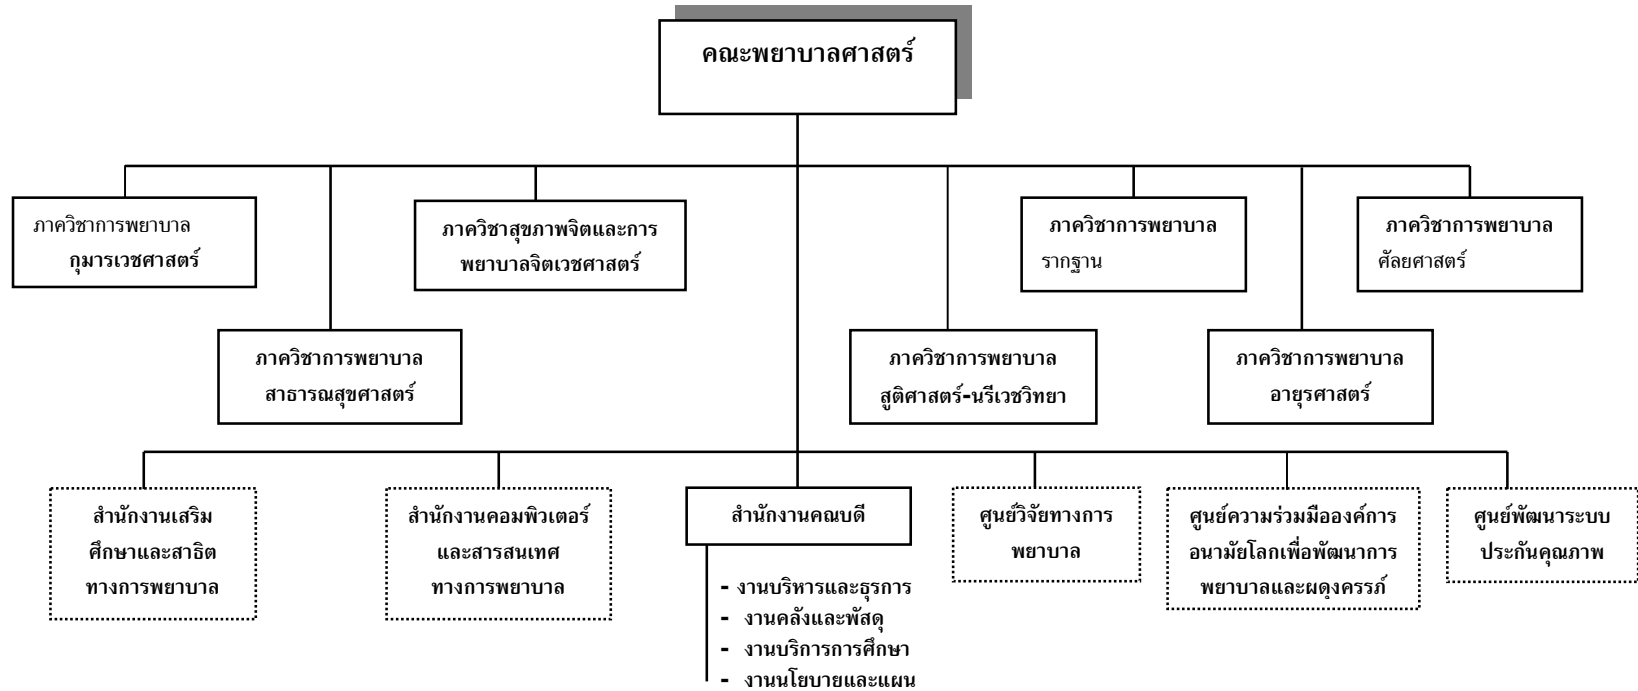 คณะพยาบาลศาสตร์
ภาควิชาการพยาบาล
กุมารเวชศาสตร์
ภาควิชาสุขภาพจิตและการ
พยาบาลจิตเวชศาสตร์
ภาควิชาการพยาบาล
รากฐาน
ภาควิชาการพยาบาล
ศัลยศาสตร์
ภาควิชาการพยาบาล
สาธารณสุขศาสตร์
ภาควิชาการพยาบาล
สูติศาสตร์-นรีเวชวิทยา
ภาควิชาการพยาบาล
อายุรศาสตร์
สำนักงานเสริม
ศึกษาและสาธิต
ทางการพยาบาล
สำนักงานคอมพิวเตอร์
และสารสนเทศ
ทางการพยาบาล
สำนักงานคณบดี
- งานบริหารและธุรการ
- งานคลังและพัสดุ
- งานบริการการศึกษา
- งานนโยบายและแผน
ศูนย์วิจัยทางการ
พยาบาล
ศูนย์ความร่วมมือองค์การ
อนามัยโลกเพื่อพัฒนาการ
พยาบาลและผดุงครรภ์
ศูนย์พัฒนาระบบ
ประกันคุณภาพ